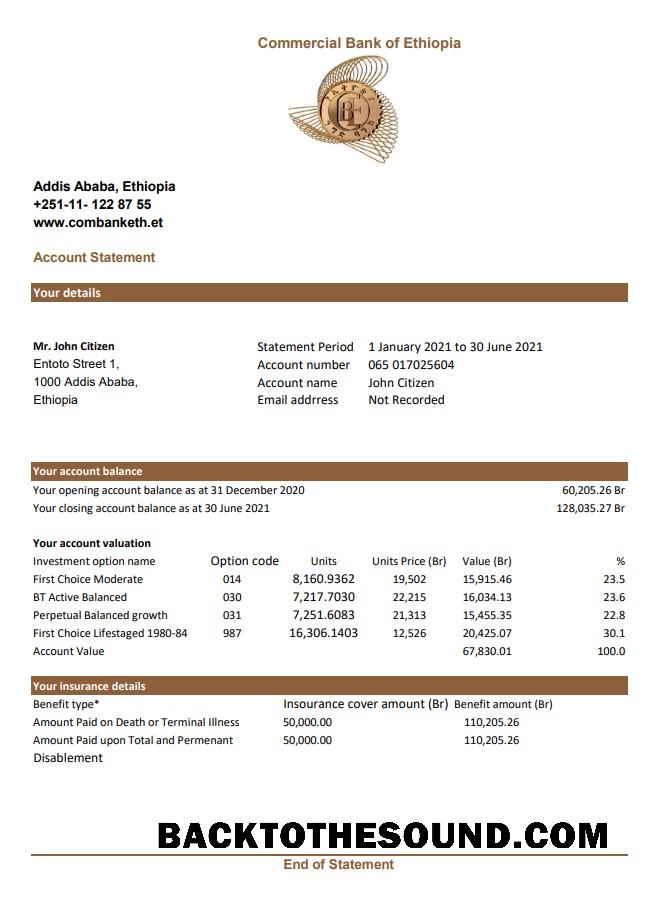 Commercial Bank of Ethiopia
Addis Ababa, Ethiopia
+251-11- 122 87 55
www.combanketh.et
Account Statement
Your details
Mr. John Citizen Statement Period 1 January 2021 to 30 June 2021
Entoto Street 1, Account number 065 017025604
1000 Addis Ababa, Account name John Citizen
Ethiopia Email addrress Not Recorded
Your account balance
Your opening account balance as at 31 December 2020 60,205.26 Br
Your closing account balance as at 30 June 2021 128,035.27 Br
Your account valuation
Investment option name Option code Units Units Price (Br) Value (Br) %
First Choice Moderate 014 8,160.9362 19,502 15,915.46 23.5
BT Active Balanced 030 7,217.7030 22,215 16,034.13 23.6
Perpetual Balanced growth 031 7,251.6083 21,313 15,455.35 22.8
First Choice Lifestaged 1980-84 987 16,306.1403 12,526 20,425.07 30.1
Account Value 67,830.01 100.0
Your insurance details
Benefit type* Insourance cover amount (Br) Benefit amount (Br)
Amount Paid on Death or Terminal Illness 50,000.00 110,205.26
Amount Paid upon Total and Permenant 50,000.00 110,205.26
Disablement
BACKTOTHESOUND.COM
End of Statement